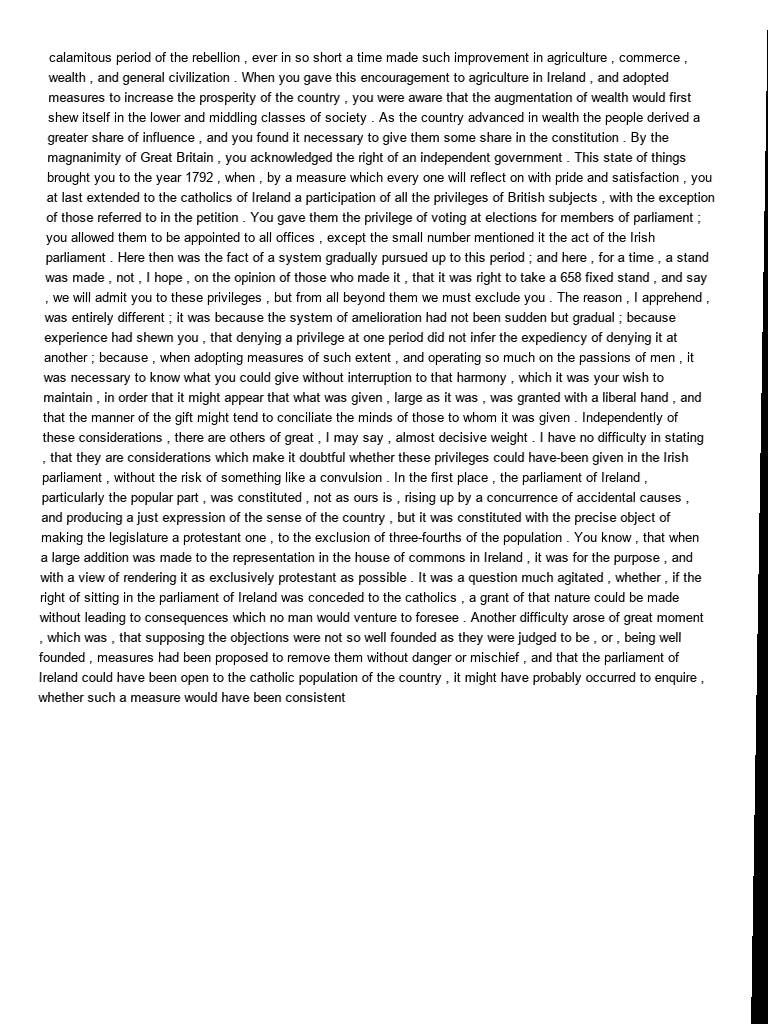 calamitous period of the rebellion , ever in so short a time made such improvement in agriculture , commerce ,
wealth , and general civilization . When you gave this encouragement to agriculture in Ireland , and adopted
measures to increase the prosperity of the country , you were aware that the augmentation of wealth would first
shew itself in the lower and middling classes of society . As the country advanced in wealth the people derived a
greater share of influence , and you found it necessary to give them some share in the constitution . By the
magnanimity of Great Britain , you acknowledged the right of an independent government . This state of things
brought you to the year 1792 , when , by a measure which every one will reflect on with pride and satisfaction , you
at last extended to the catholics of Ireland a participation of all the privileges of British subjects , with the exception
of those referred to in the petition . You gave them the privilege of voting at elections for members of parliament ;
you allowed them to be appointed to all offices , except the small number mentioned it the act of the Irish
parliament . Here then was the fact of a system gradually pursued up to this period ; and here , for a time , a stand
was made , not , I hope , on the opinion of those who made it , that it was right to take a 658 fixed stand , and say
, we will admit you to these privileges , but from all beyond them we must exclude you . The reason , I apprehend ,
was entirely different ; it was because the system of amelioration had not been sudden but gradual ; because
experience had shewn you , that denying a privilege at one period did not infer the expediency of denying it at
another ; because , when adopting measures of such extent , and operating so much on the passions of men , it
was necessary to know what you could give without interruption to that harmony , which it was your wish to
maintain , in order that it might appear that what was given , large as it was , was granted with a liberal hand , and
that the manner of the gift might tend to conciliate the minds of those to whom it was given . Independently of
these considerations , there are others of great , I may say , almost decisive weight . I have no difficulty in stating
, that they are considerations which make it doubtful whether these privileges could have-been given in the Irish
parliament , without the risk of something like a convulsion . In the first place , the parliament of Ireland ,
particularly the popular part , was constituted , not as ours is , rising up by a concurrence of accidental causes ,
and producing a just expression of the sense of the country , but it was constituted with the precise object of
making the legislature a protestant one , to the exclusion of three-fourths of the population . You know , that when
a large addition was made to the representation in the house of commons in Ireland , it was for the purpose , and
with a view of rendering it as exclusively protestant as possible . It was a question much agitated , whether , if the
right of sitting in the parliament of Ireland was conceded to the catholics , a grant of that nature could be made
without leading to consequences which no man would venture to foresee . Another difficulty arose of great moment
, which was , that supposing the objections were not so well founded as they were judged to be , or , being well
founded , measures had been proposed to remove them without danger or mischief , and that the parliament of
Ireland could have been open to the catholic population of the country , it might have probably occurred to enquire ,
whether such a measure would have been consistent